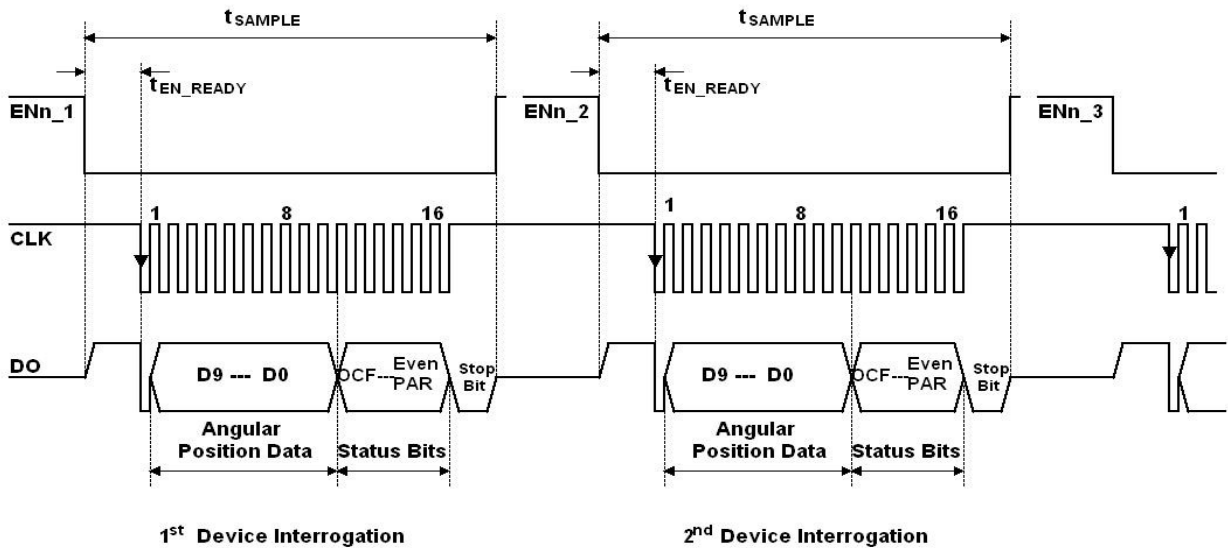 tSAMPLE tSAMPLE
tEN_READY tEN_READY
ENn_1 ENn_2 ENn_3
1 8 16 1 8 16 1
CLK
DO
D9 --- D0 OCF--- Even PAR Stop Bit D9 --- D0 OCF--- Even PAR Stop Bit
Angular Angular
Position Data Status Bits Position Data Status Bits
1st Device Interrogation 2nd Device Interrogation